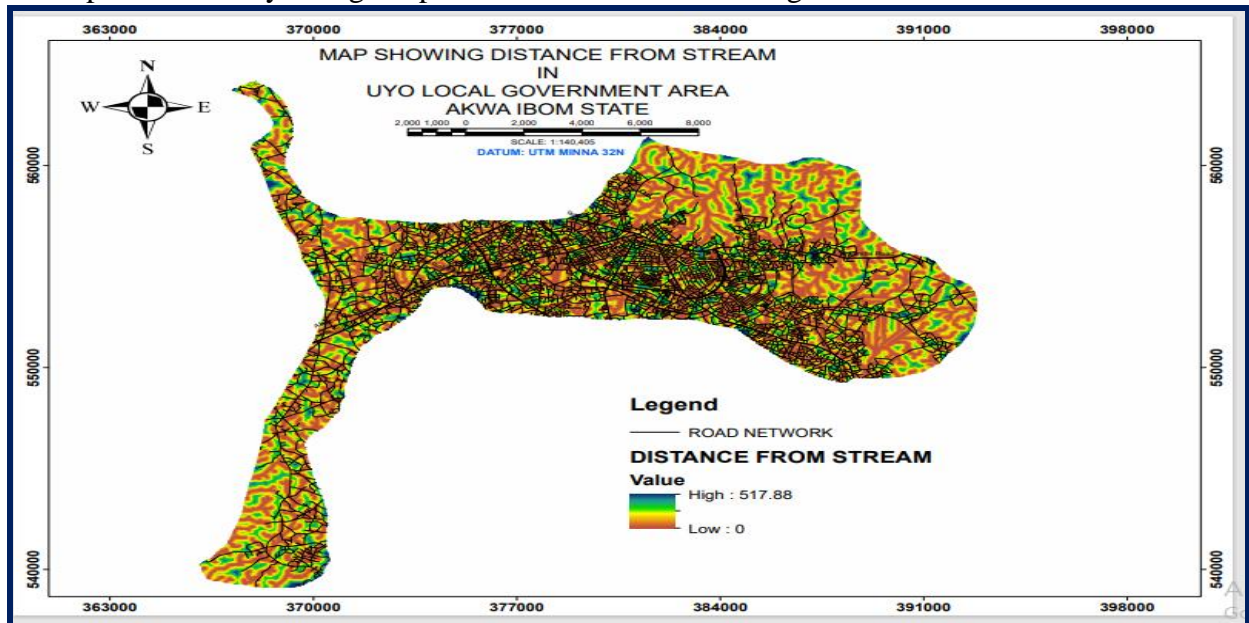 363000 370000 377000 384000 391000 398000
MAP SHOWING DISTANCE FROM STREAM
IN
UYO LOCAL GOVERNMENT AREA
AKWA IBOM STATE
N
W E
S
2,000 1,000 0 2,000 4,000 6,000 8,000
SCALE: 1:140,405
DATUM: UTM MINNA 32N
560000 560000
550000 550000
Legend
ROAD NETWORK
DISTANCE FROM STREAM
Value
High : 517.88
Low : 0
540000 540000
363000 370000 377000 384000 391000 398000